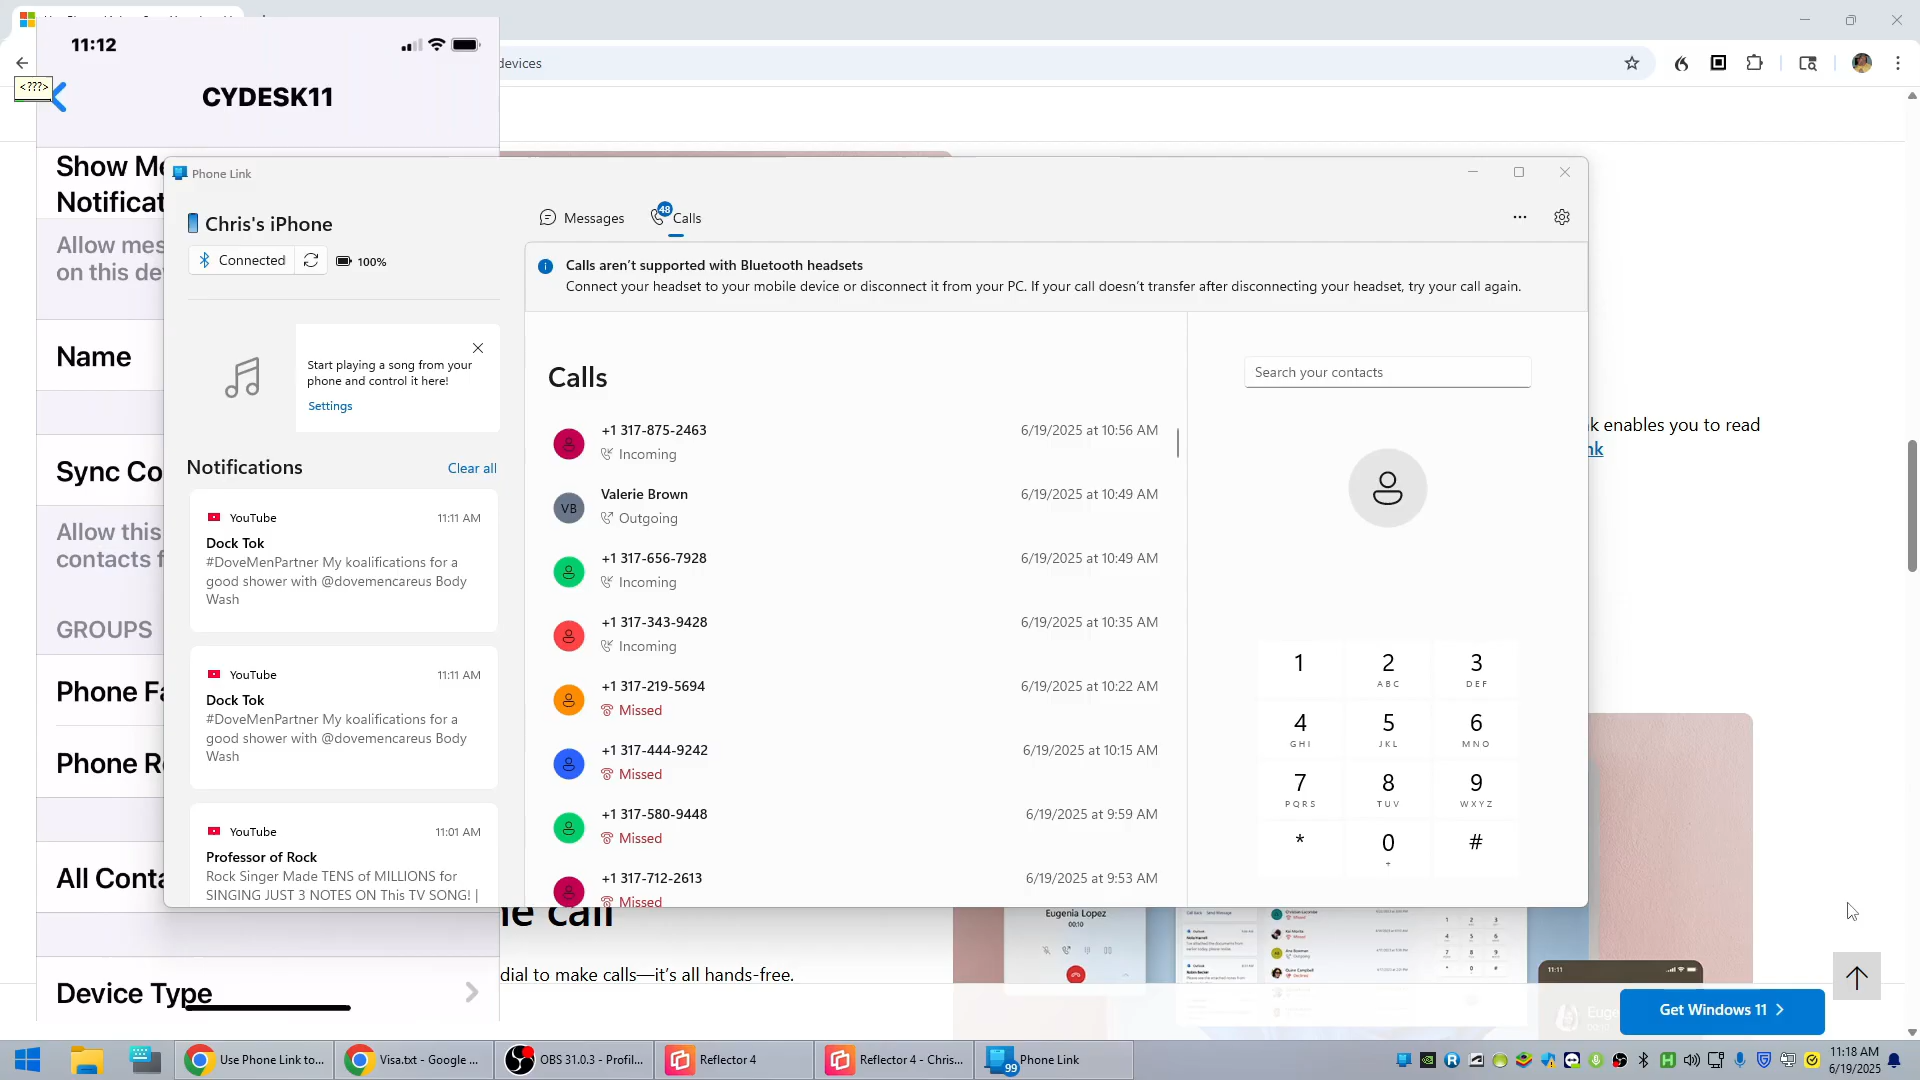 11:12
devices
<???>
CYDESK11
Show Me
Notificat
Allow mes
on this de
Name
Sync Co
Allow this
contacts f
GROUPS
Phone Fa
Phone Re
All Conta
Device Type
Phone Link
Chris's iPhone
Connected
100%
Start playing a song from your
phone and control it here!
Settings
Notifications
Clear all
YouTube
11:11 AM
Dock Tok
#DoveMenPartner My koalifications for a
good shower with @dovemencareus Body
Wash
YouTube
11:11 AM
Dock Tok
#DoveMenPartner My koalifications for a
good shower with @dovemencareus Body
Wash
YouTube
11:01 AM
Professor of Rock
Rock Singer Made TENS of MILLIONS for
SINGING JUST 3 NOTES ON This TV SONG! |
Messages
48
Calls
Calls aren't supported with Bluetooth headsets
Connect your headset to your mobile device or disconnect it from your PC. If your call doesn't transfer after disconnecting your headset, try your call again.
Calls
+1 317-875-2463
6/19/2025 at 10:56 AM
Incoming
VB
Valerie Brown
6/19/2025 at 10:49 AM
Outgoing
+1 317-656-7928
6/19/2025 at 10:49 AM
Incoming
+1 317-343-9428
6/19/2025 at 10:35 AM
Incoming
+1 317-219-5694
6/19/2025 at 10:22 AM
Missed
+1 317-444-9242
6/19/2025 at 10:15 AM
Missed
+1 317-580-9448
6/19/2025 at 9:59 AM
Missed
+1 317-712-2613
6/19/2025 at 9:53 AM
Missed
Search your contacts
1
2
ABC
3
DEF
4
GHI
5
JKL
6
MNO
7
PQRS
8
TUV
9
WXYZ
*
0
+
#
k enables you to read
nk
ne call
dial to make calls—it's all hands-free.
Eugenia Lopez
00:10
11:11
Get Windows 11
Use Phone Link to...
Visa.txt - Google ...
OBS 31.0.3 - Profil...
Reflector 4
Reflector 4 - Chris...
99
Phone Link
11:18 AM
6/19/2025